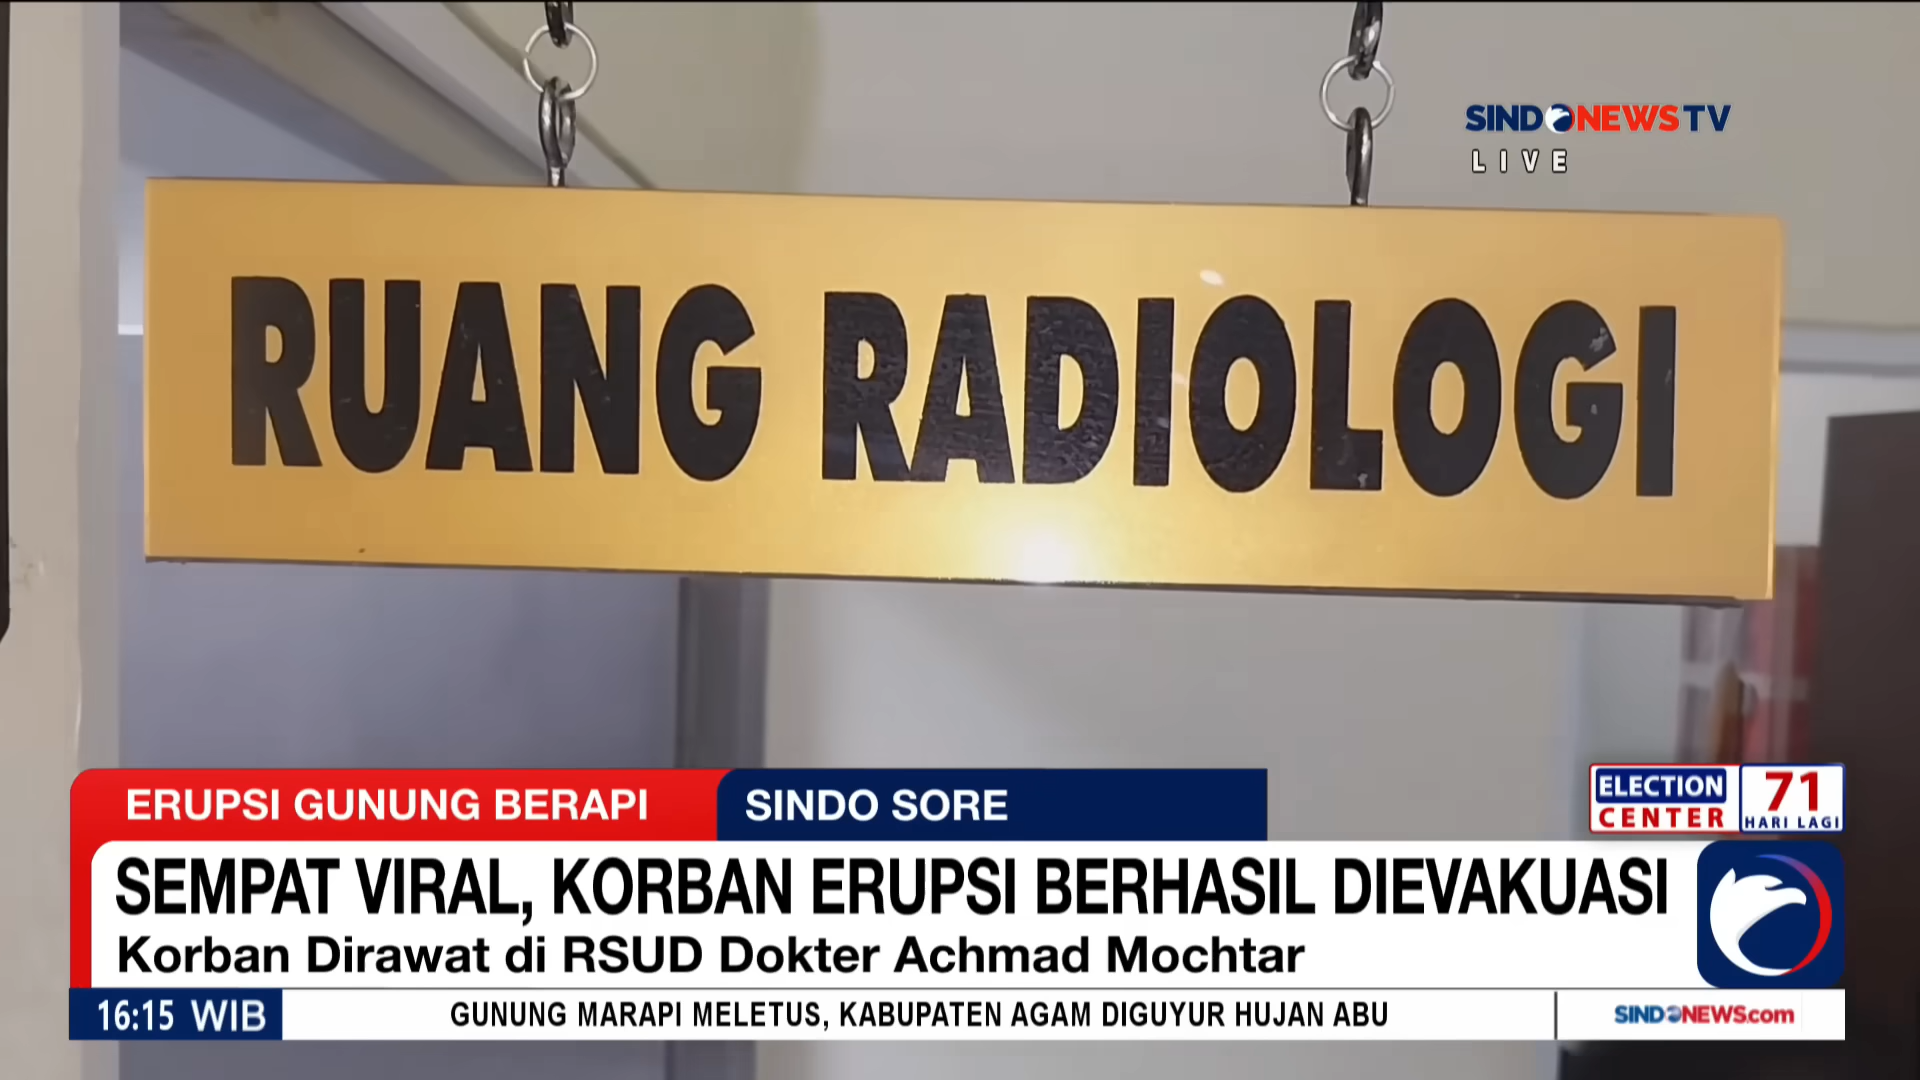 SINDONEWS TV
LIVE
RUANG RADIOLOGI
ERUPSI GUNUNG BERAPI
SINDO SORE
ELECTION CENTER
71
HARI LAGI
SEMPAT VIRAL, KORBAN ERUPSI BERHASIL DIEVAKUASI
Korban Dirawat di RSUD Dokter Achmad Mochtar
16:15 WIB
GUNUNG MARAPI MELETUS, KABUPATEN AGAM DIGUYUR HUJAN ABU
SINDONEWS.com